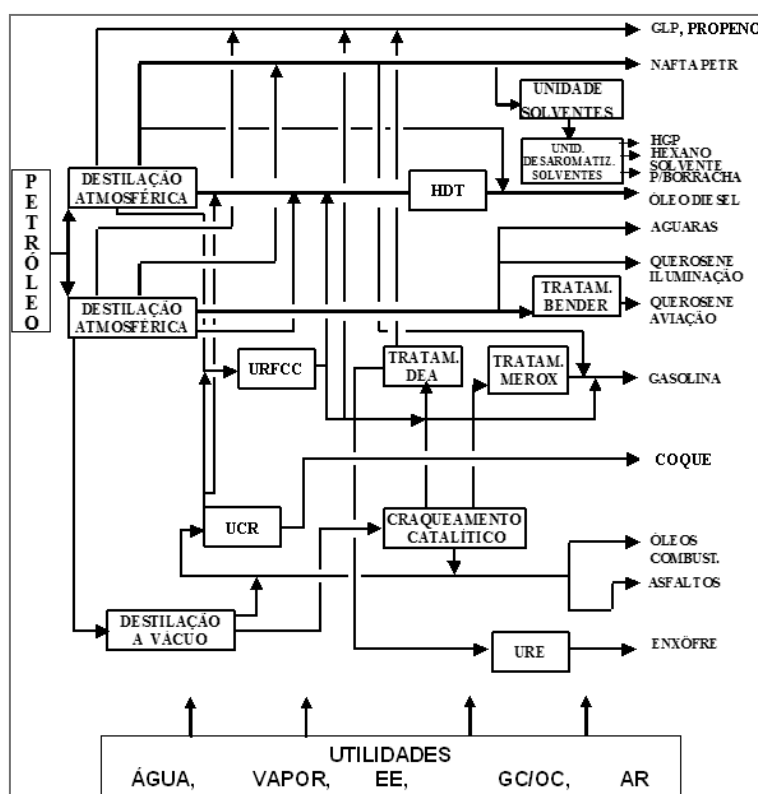 GLP, PROPENO
NAFTA PETR
UNIDADE
SOLVENTES
UNID.
DESAROMATIZ.
SOLVENTES
HGP
HEXANO
SOLVENTE
P/BORRACHA
PETRÓLEO
DESTILAÇÃO
ATMOSFÉRICA
HDT
ÓLEO DIESEL
AGUARAS
QUEROSENE
ILUMINAÇÃO
DESTILAÇÃO
ATMOSFÉRICA
TRATAM.
BENDER
QUEROSENE
AVIAÇÃO
URFCC
TRATAM.
DEA
TRATAM.
MEROX
GASOLINA
COQUE
UCR
CRAQUEAMENTO
CATALÍTICO
ÓLEOS
COMBUST.
ASFALTOS
DESTILAÇÃO
A VÁCUO
URE
ENXÔFRE
UTILIDADES
ÁGUA, VAPOR, EE, GC/OC, AR